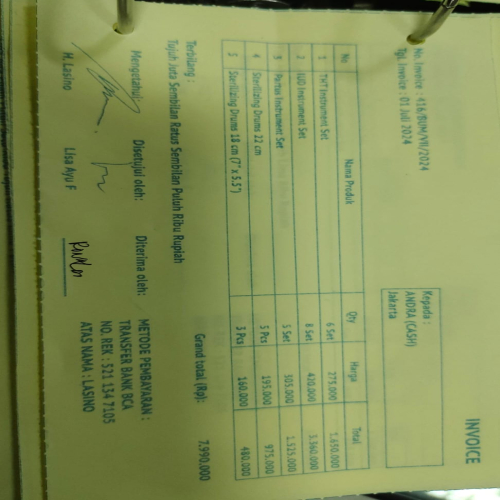 INVOICE
No. Invoice : 416/BUM/VII/2024
Tgl. Invoice : 01 Juli 2024
Kepada :
ANDRA (CASH)
Jakarta
No Nama Produk Qty Harga Total
1 THT Instrument Set 6 Set 275.000 1.650.000
2 IUD Instrument Set 8 Set 420.000 3.360.000
3 Partus Instrument Set 5 Set 305.000 1.525.000
4 Sterilizing Drums 12 cm 5 Pcs 195.000 975.000
5 Sterilizing Drums 18 cm (7" x 5.5") 3 Pcs 160.000 480.000
Grand total (Rp): 7.990.000
Terbilang :
Tujuh Juta Sembilan Ratus Sembilan Puluh Ribu Rupiah
Mengetahui Disetujui oleh: Diterima oleh:
H. Lasino Lisa Ayu F
METODE PEMBAYARAN :
TRANSFER BANK BCA
NO. REK : 521 134 7105
ATAS NAMA : LASINO